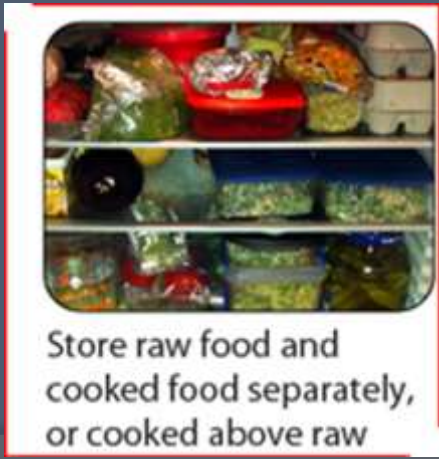 Store raw food and
cooked food separately,
or cooked above raw